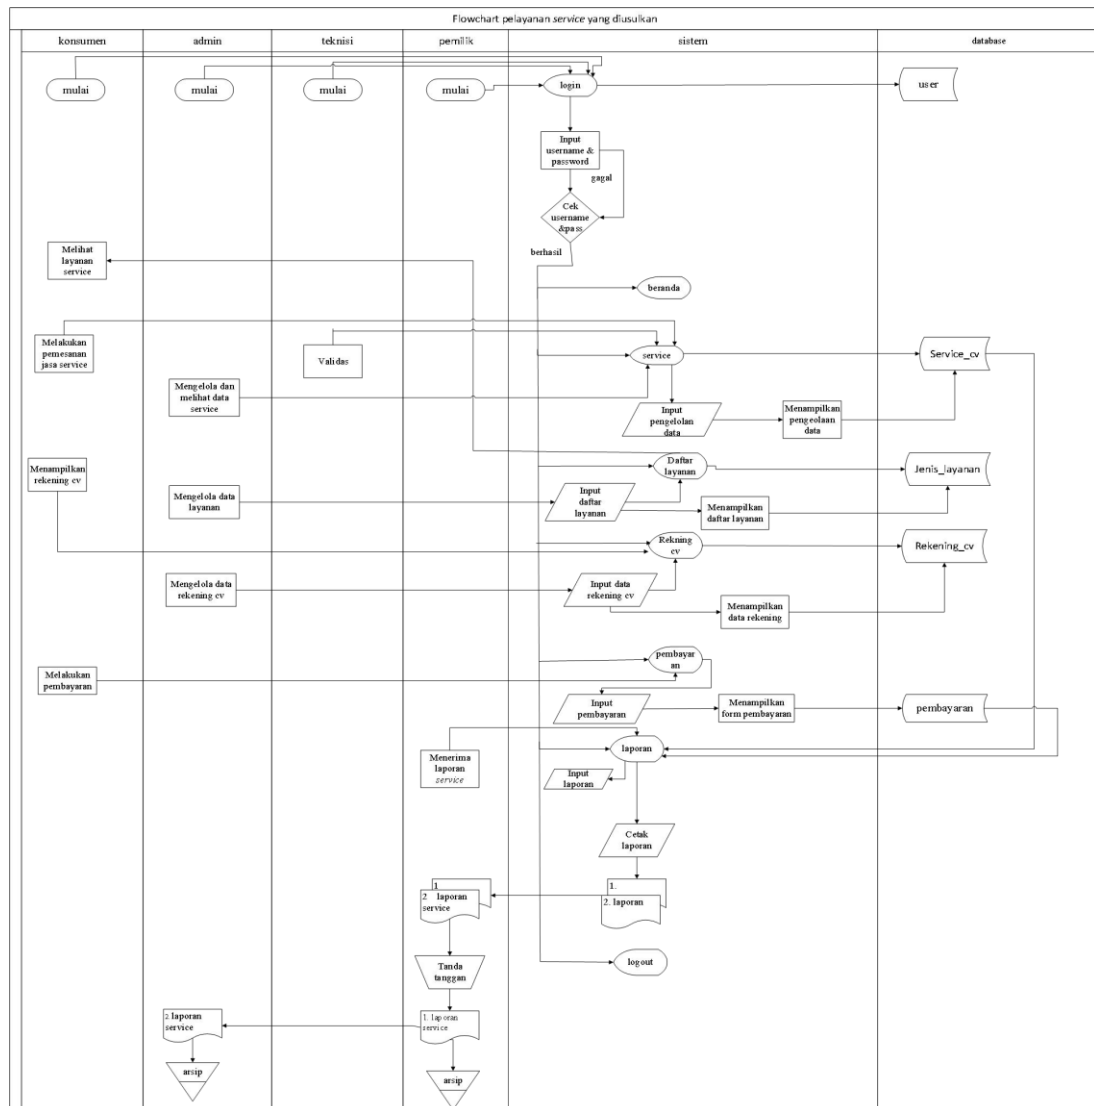 Flowchart pelayanan service yang diusulkan
konsumen
admin
teknisi
pemilik
sistem
database
mulai
mulai
mulai
mulai
login
user
Input
username &
password
gagal
Cek
username
&pass
berhasil
Melihat
layanan
service
beranda
Melakukan
pemesanan
jasa service
Validas
service
Service_cv
Mengelola dan
melihat data
service
Input
pengelolan
data
Menampilkan
pengeolaan
data
Menampilkan
rekening cv
Daftar
layanan
Jenis_layanan
Mengelola data
layanan
Input
daftar
layanan
Menampilkan
daftar layanan
Rekning
cv
Rekening_cv
Mengelola data
rekening cv
Input data
rekening cv
Menampilkan
data rekening
Melakukan
pembayaran
pembayar
an
Input
pembayaran
Menampilkan
form pembayaran
pembayaran
Menerima
laporan
service
laporan
Input
laporan
Cetak
laporan
1
2 laporan
service
1.
2. laporan
Tanda
tanggan
logout
2 laporan
service
1. laporan
service
arsip
arsip